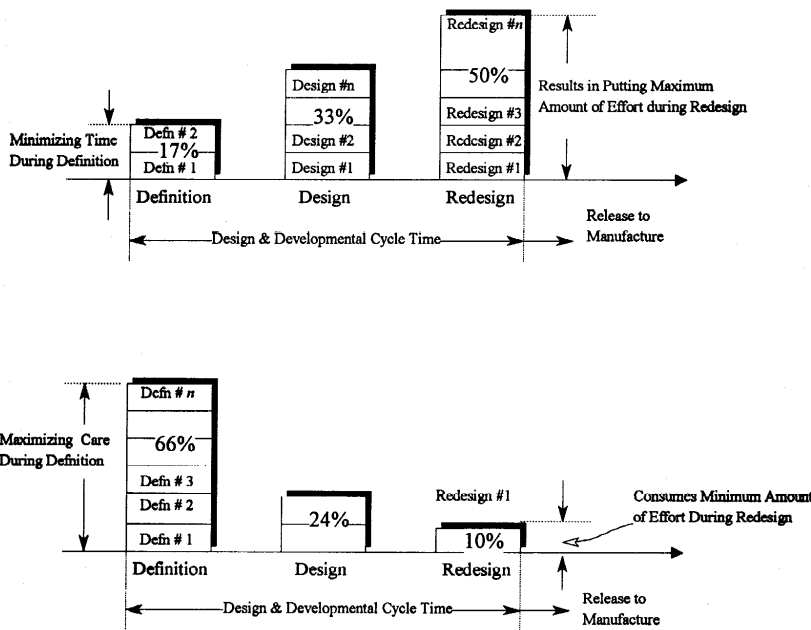 Redesign #n
50%
Redesign #3
Redesign #2
Redesign #1
Design #n
33%
Design #2
Design #1
Defn # 2
17%
Defn # 1
Minimizing Time
During Definition
Results in Putting Maximum
Amount of Effort during Redesign
Definition
Design
Redesign
Design & Developmental Cycle Time
Release to
Manufacture
Defn # n
66%
Defn # 3
Defn # 2
Defn # 1
Maximizing Care
During Defnition
24%
Redesign #1
10%
Consumes Minimum Amount
of Effort During Redesign
Definition
Design
Redesign
Design & Developmental Cycle Time
Release to
Manufacture